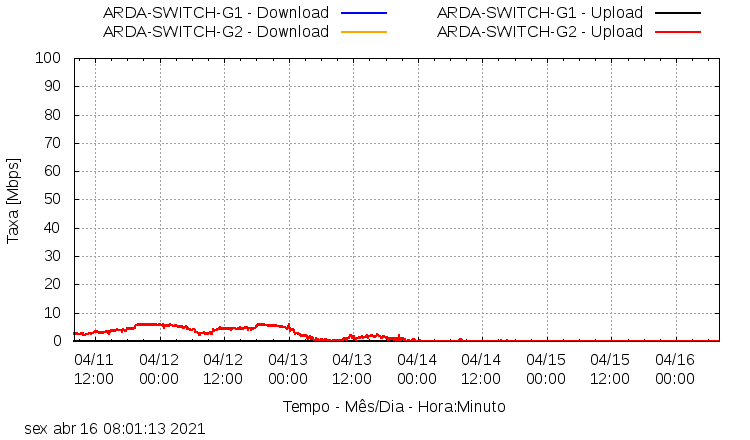 ARDA-SWITCH-G1 - Download ARDA-SWITCH-G1 - Upload
ARDA-SWITCH-G2 - Download ARDA-SWITCH-G2 - Upload
100
90
80
70
60
50
40
30
20
10
0
Taxa [Mbps]
04/11 04/12 04/12 04/13 04/13 04/14 04/14 04/15 04/15 04/16
12:00 00:00 12:00 00:00 12:00 00:00 12:00 00:00 12:00 00:00
Tempo - Mês/Dia - Hora:Minuto
sex abr 16 08:01:13 2021